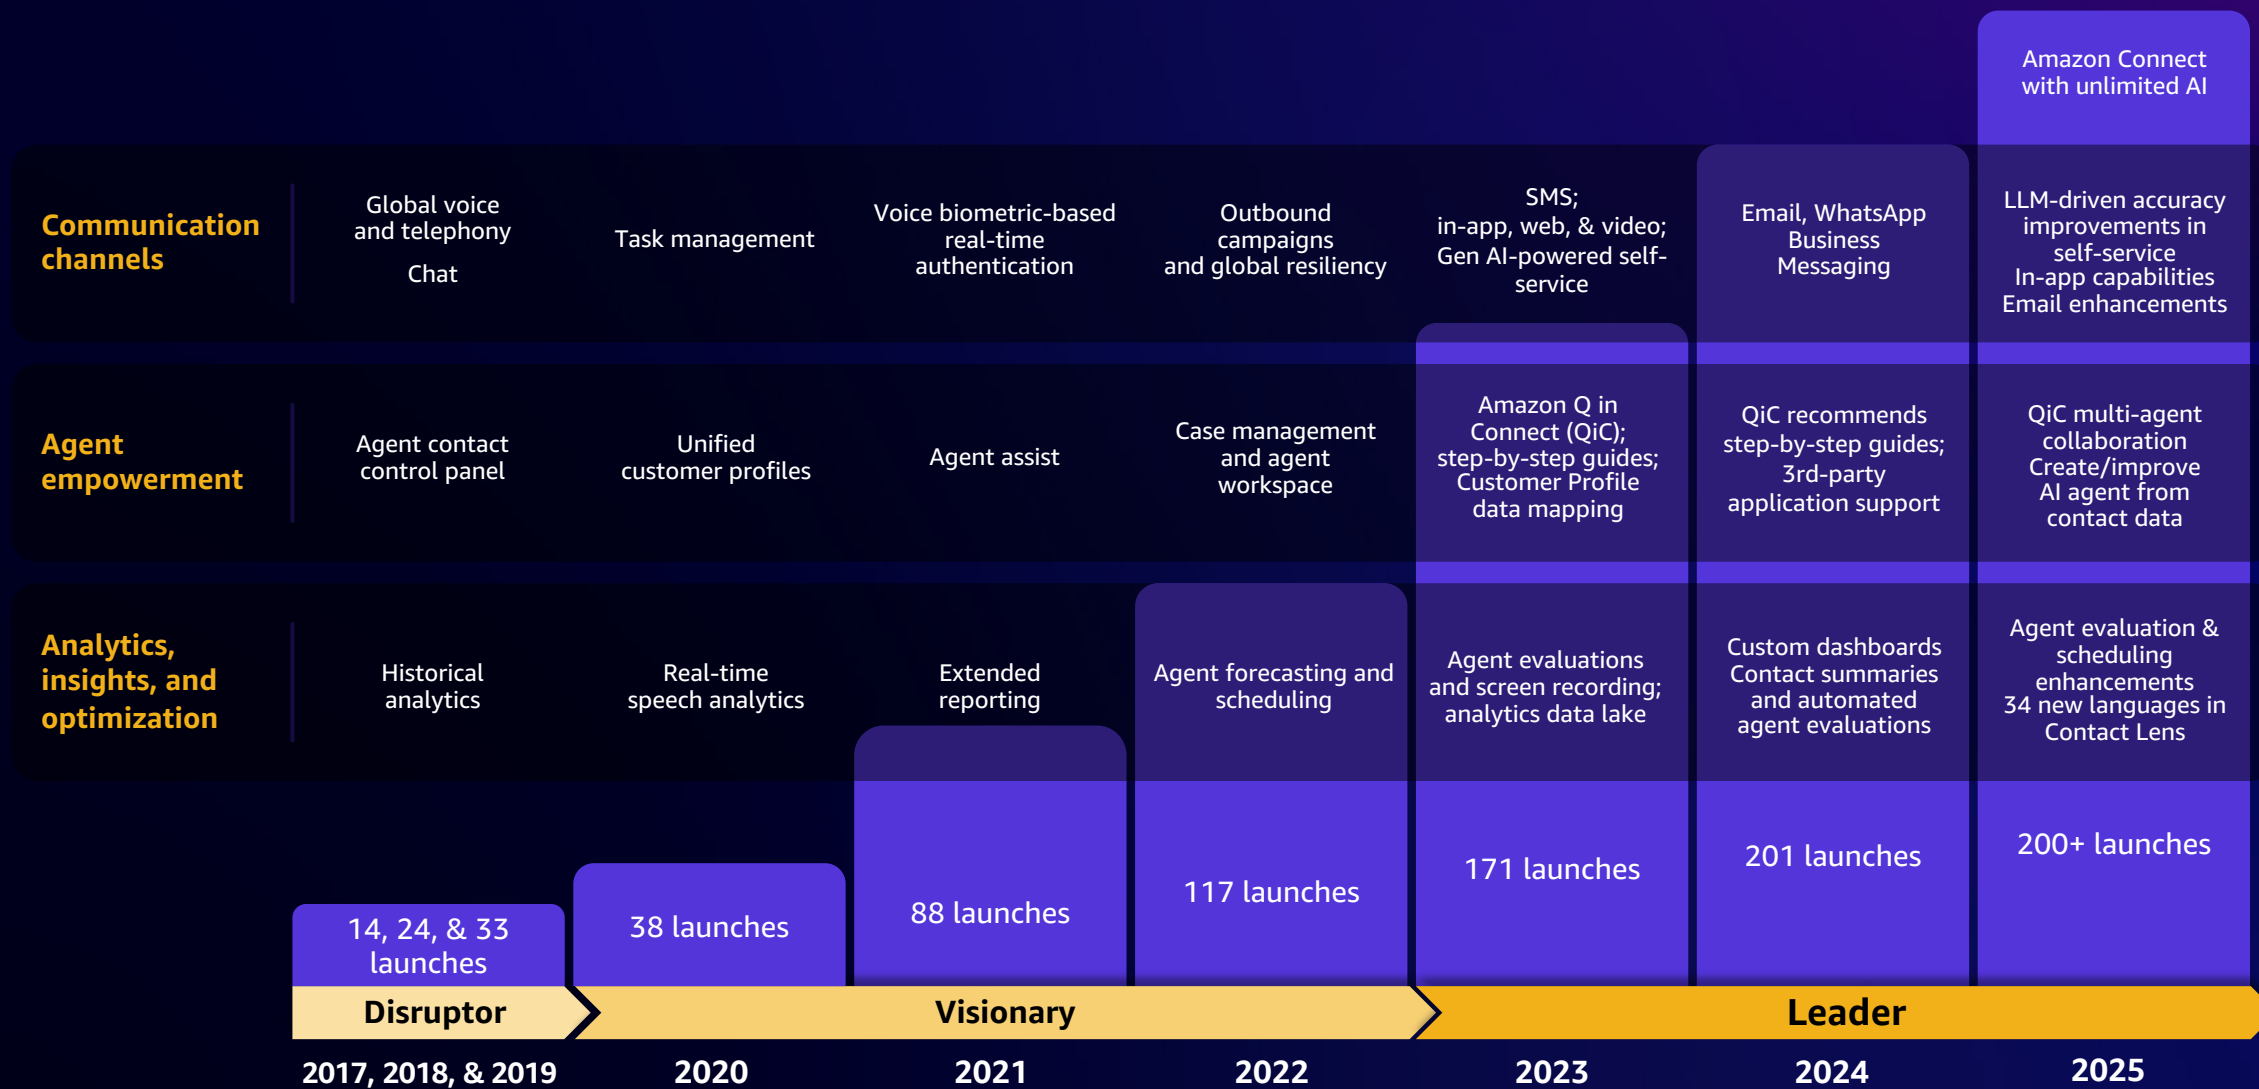 Amazon Connect
with unlimited AI
Communication
channels
Global voice
and telephony
Chat
Task management
Voice biometric-based
real-time
authentication
Outbound
campaigns
and global resiliency
SMS;
in-app, web, & video;
Gen AI-powered self-
service
Email, WhatsApp
Business
Messaging
LLM-driven accuracy
improvements in
self-service
In-app capabilities
Email enhancements
Agent
empowerment
Agent contact
control panel
Unified
customer profiles
Agent assist
Case management
and agent
workspace
Amazon Q in
Connect (QiC);
step-by-step guides;
Customer Profile
data mapping
QiC recommends
step-by-step guides;
3rd-party
application support
QiC multi-agent
collaboration
Create/improve
AI agent from
contact data
Analytics,
insights, and
optimization
Historical
analytics
Real-time
speech analytics
Extended
reporting
Agent forecasting and
scheduling
Agent evaluations
and screen recording;
analytics data lake
Custom dashboards
Contact summaries
and automated
agent evaluations
Agent evaluation &
scheduling
enhancements
34 new languages in
Contact Lens
14, 24, & 33
launches
38 launches
88 launches
117 launches
171 launches
201 launches
200+ launches
Disruptor
Visionary
Leader
2017, 2018, & 2019
2020
2021
2022
2023
2024
2025